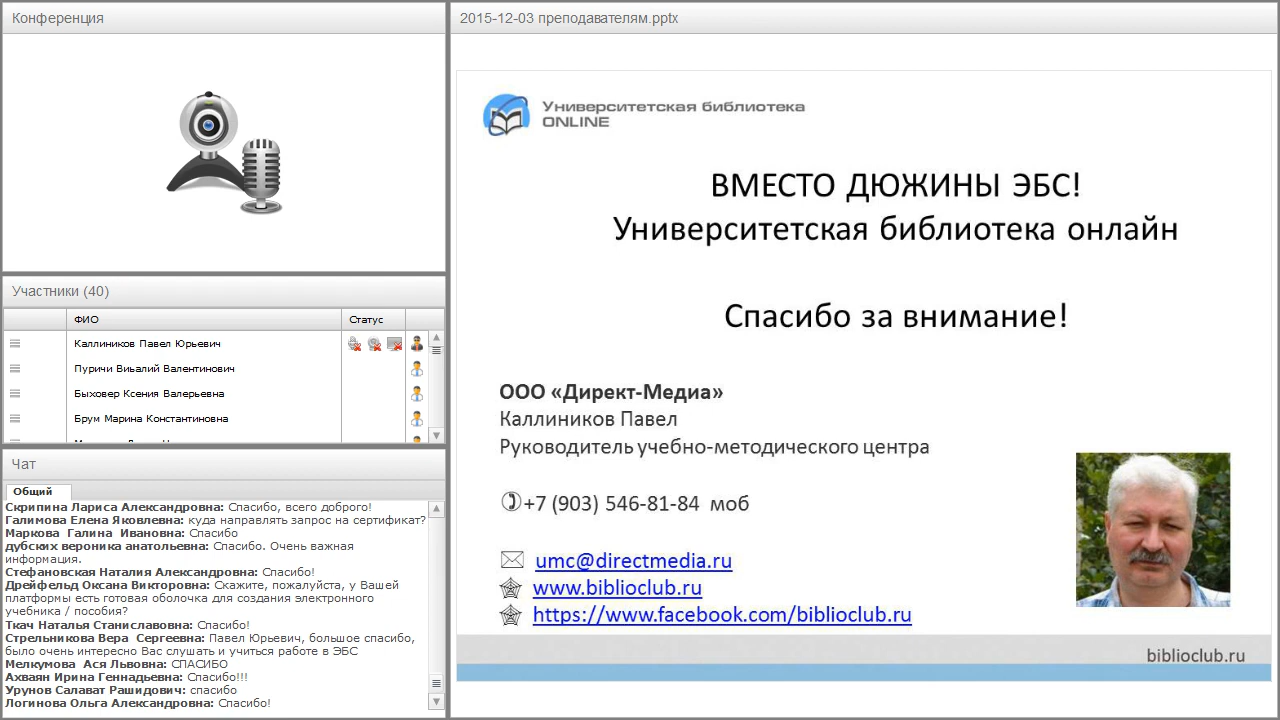 Конференция
Участники (40)
ФИО
Статус
Каллиников Павел Юрьевич
Пуричи Виьалий Валентинович
Быховер Ксения Валерьевна
Брум Марина Константиновна
Чат
Общий
Скрипина Лариса Александровна: Спасибо, всего доброго!
Галимова Елена Яковлевна: куда направлять запрос на сертификат?
Маркова Галина Ивановна: Спасибо
дубских вероника анатольевна: Спасибо. Очень важная
информация.
Стефановская Наталия Александровна: Спасибо!
Дрейфельд Оксана Викторовна: Скажите, пожалуйста, у Вашей
платформы есть готовая оболочка для создания электронного
учебника / пособия?
Ткач Наталья Станиславовна: Спасибо!
Стрельникова Вера Сергеевна: Павел Юрьевич, большое спасибо,
было очень интересно Вас слушать и учиться работе в ЭБС
Мелкумова Ася Львовна: СПАСИБО
Ахваян Ирина Геннадьевна: Спасибо!!!
Урунов Салават Рашидович: спасибо
Логинова Ольга Александровна: Спасибо!
2015-12-03 преподавателям.pptx
Университетская библиотека
ONLINE
ВМЕСТО ДЮЖИНЫ ЭБС!
Университетская библиотека онлайн
Спасибо за внимание!
ООО «Директ-Медиа»
Каллиников Павел
Руководитель учебно-методического центра
+7 (903) 546-81-84 моб
umc@directmedia.ru
www.biblioclub.ru
https://www.facebook.com/biblioclub.ru
biblioclub.ru